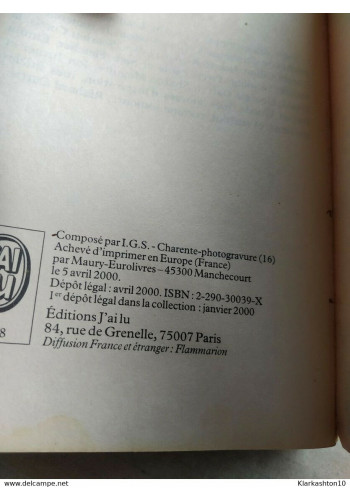 Composé par I.G.S. - Charente-photogravure (16)
Achevé d'imprimer en Europe (France)
par Maury-Eurolivres – 45300 Manchecourt
le 5 avril 2000.
Dépôt légal : avril 2000. ISBN : 2-290-30039-X
1er dépôt légal dans la collection : janvier 2000
Éditions J'ai lu
84, rue de Grenelle, 75007 Paris
Diffusion France et étranger : Flammarion
AI
U
8
www.delcampe.net
Klarkashton10